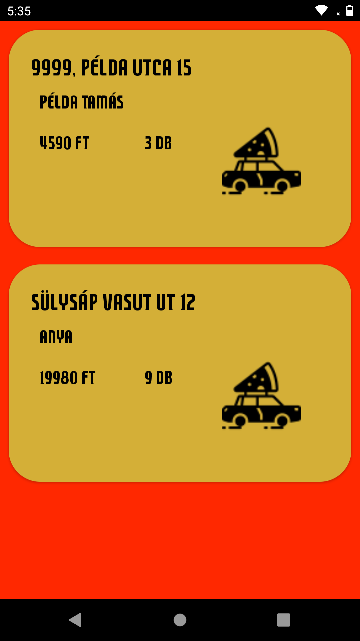 5:35
9999, PÉLDA UTCA 15
PÉLDA TAMÁS
4590 FT 3 DB
SÜLYSÁP VASUT UT 12
ANYA
19980 FT 9 DB